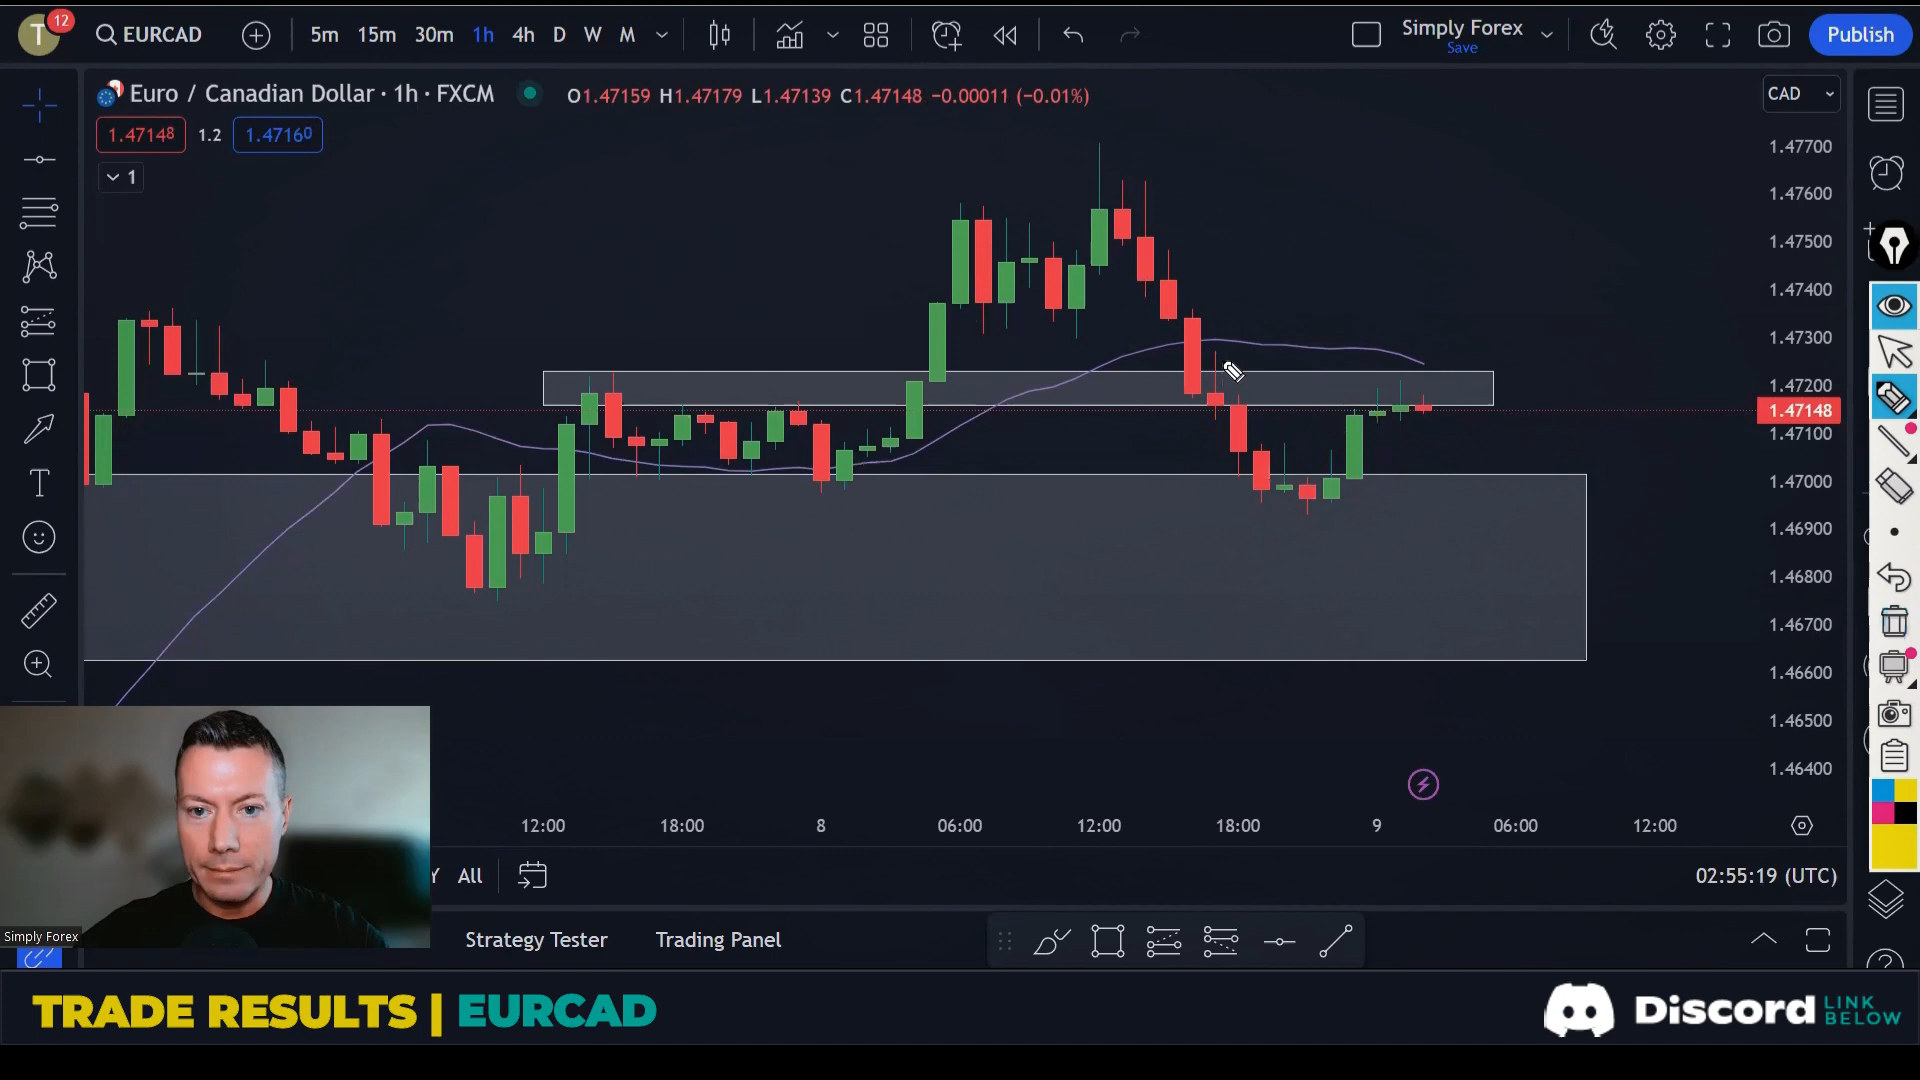 T 12 EURCAD 5m 15m 30m 1h 4h D W M Simply Forex Publish
Save
Euro / Canadian Dollar · 1h · FXCM O1.47159 H1.47179 L1.47139 C1.47148 −0.00011 (−0.01%) CAD
1.47148 1.2 1.47160
1
1.47700
1.47600
1.47500
1.47400
1.47300
1.47200
1.47148
1.47100
1.47000
1.46900
1.46800
1.46700
1.46600
1.46500
1.46400
12:00 18:00 8 06:00 12:00 18:00 9 06:00 12:00
Y All 02:55:19 (UTC)
Simply Forex
Strategy Tester Trading Panel
TRADE RESULTS | EURCAD
Discord LINK
BELOW